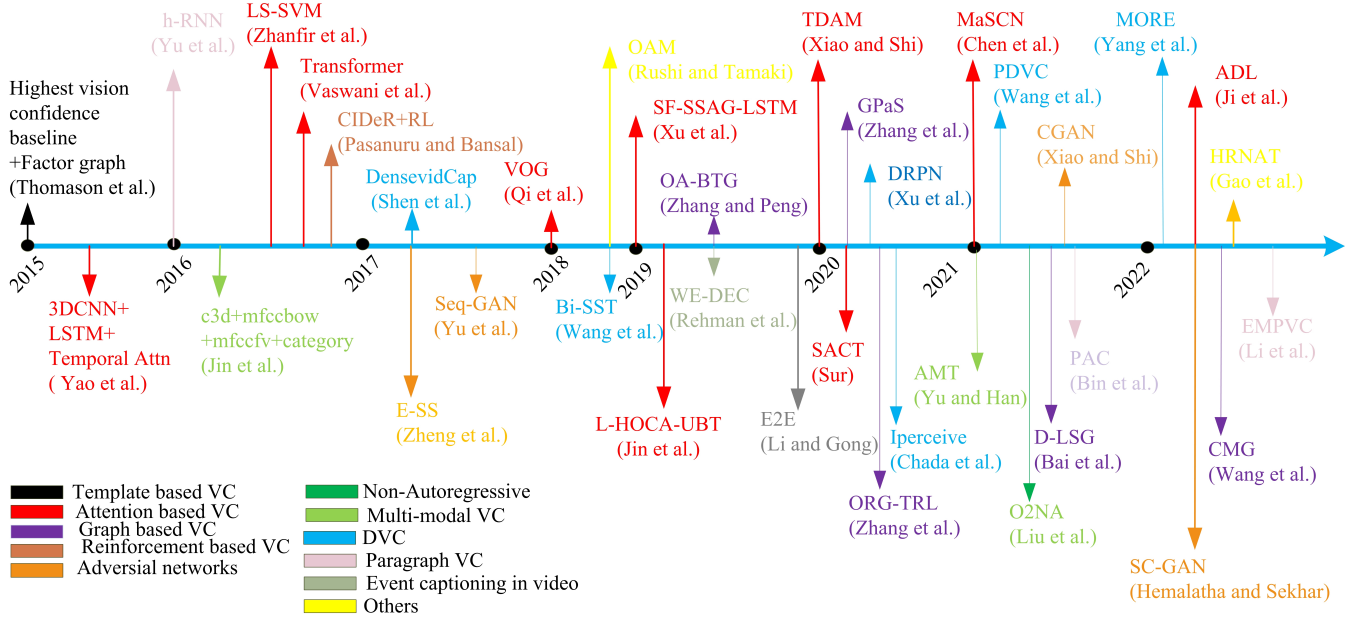 h-RNN
(Yu et al.)
LS-SVM
(Zhanfir et al.)
Transformer
(Vaswani et al.)
CIDeR+RL
(Pasanuru and Bansal)
Highest vision
confidence
baseline
+Factor graph
(Thomason et al.)
DensevidCap
(Shen et al.)
VOG
(Qi et al.)
OAM
(Rushi and Tamaki)
SF-SSAG-LSTM
(Xu et al.)
OA-BTG
(Zhang and Peng)
TDAM
(Xiao and Shi)
GPaS
(Zhang et al.)
DRPN
(Xu et al.)
MaSCN
(Chen et al.)
PDVC
(Wang et al.)
CGAN
(Xiao and Shi)
MORE
(Yang et al.)
ADL
(Ji et al.)
HRNAT
(Gao et al.)
2015
2016
2017
2018
2019
2020
2021
2022
3DCNN+
LSTM+
Temporal Attn
( Yao et al.)
c3d+mfccbow
+mfccfv+category
(Jin et al.)
E-SS
(Zheng et al.)
Seq-GAN
(Yu et al.)
Bi-SST
(Wang et al.)
L-HOCA-UBT
(Jin et al.)
WE-DEC
(Rehman et al.)
E2E
(Li and Gong)
SACT
(Sur)
ORG-TRL
(Zhang et al.)
Iperceive
(Chada et al.)
AMT
(Yu and Han)
O2NA
(Liu et al.)
D-LSG
(Bai et al.)
PAC
(Bin et al.)
SC-GAN
(Hemalatha and Sekhar)
CMG
(Wang et al.)
EMPVC
(Li et al.)
Template based VC
Attention based VC
Graph based VC
Reinforcement based VC
Adversial networks
Non-Autoregressive
Multi-modal VC
DVC
Paragraph VC
Event captioning in video
Others